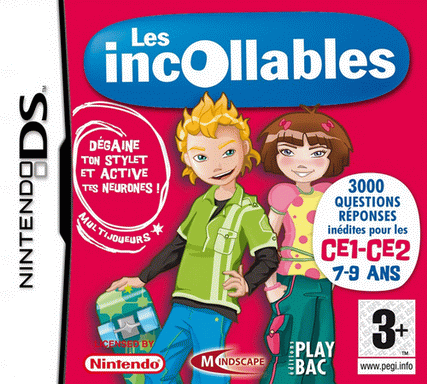 Les
incOllables
NINTENDO DS™
DÉGAINE
TON STYLET
ET ACTIVE
TES NEURONES !
MULTIJOUEURS*
3000
QUESTIONS
RÉPONSES
inédites pour les
CE1-CE2
7-9 ANS
LICENSED BY
Nintendo
MINDSCAPE
éditions
PLAY
BAC
3+
www.pegi.info